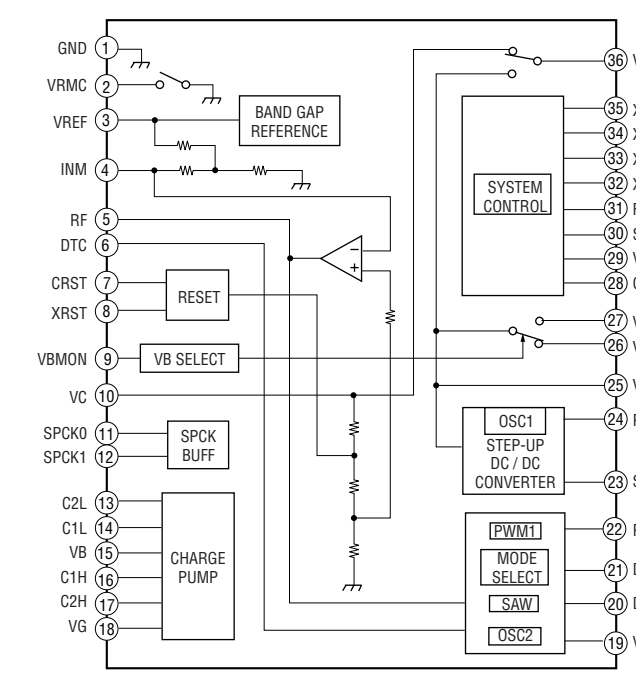 GND 1
VRMC 2
VREF 3
INM 4
RF 5
DTC 6
CRST 7
XRST 8
VBMON 9
VC 10
SPCK0 11
SPCK1 12
C2L 13
C1L 14
VB 15
C1H 16
C2H 17
VG 18
BAND GAP
REFERENCE
RESET
VB SELECT
SPCK
BUFF
CHARGE
PUMP
−
+
SYSTEM
CONTROL
OSC1
STEP-UP
DC / DC
CONVERTER
PWM1
MODE
SELECT
SAW
OSC2
36
35
34
33
32
31
30
29
28
27
26
25
24
23
22
21
20
19